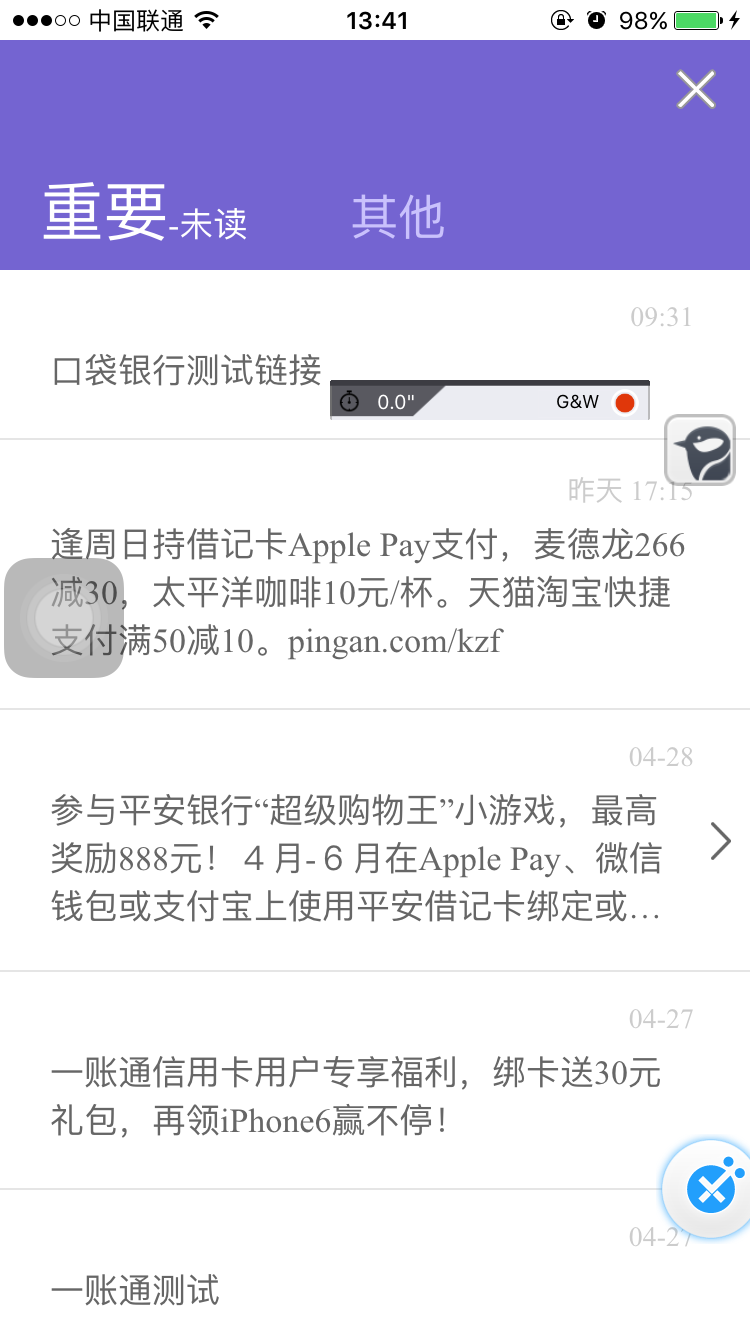 中国联通
13:41
98%
重要-未读
其他
09:31
口袋银行测试链接
0.0"
G&W
昨天 17:15
逢周日持借记卡Apple Pay支付，麦德龙266
减30，太平洋咖啡10元/杯。天猫淘宝快捷
支付满50减10。pingan.com/kzf
04-28
参与平安银行“超级购物王”小游戏，最高
奖励888元！４月-６月在Apple Pay、微信
钱包或支付宝上使用平安借记卡绑定或…
04-27
一账通信用卡用户专享福利，绑卡送30元
礼包，再领iPhone6赢不停！
04-27
一账通测试